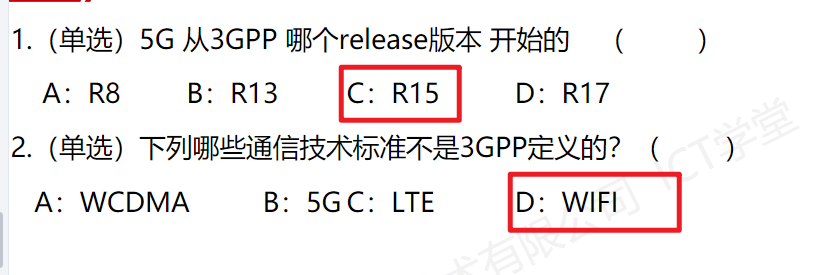 1.（单选）5G 从3GPP 哪个release版本 开始的 （ ）
A：R8 B：R13 C：R15 D：R17
2.（单选）下列哪些通信技术标准不是3GPP定义的？（ ）
A：WCDMA B：5G C：LTE D：WIFI
术有限公司 ICT学堂